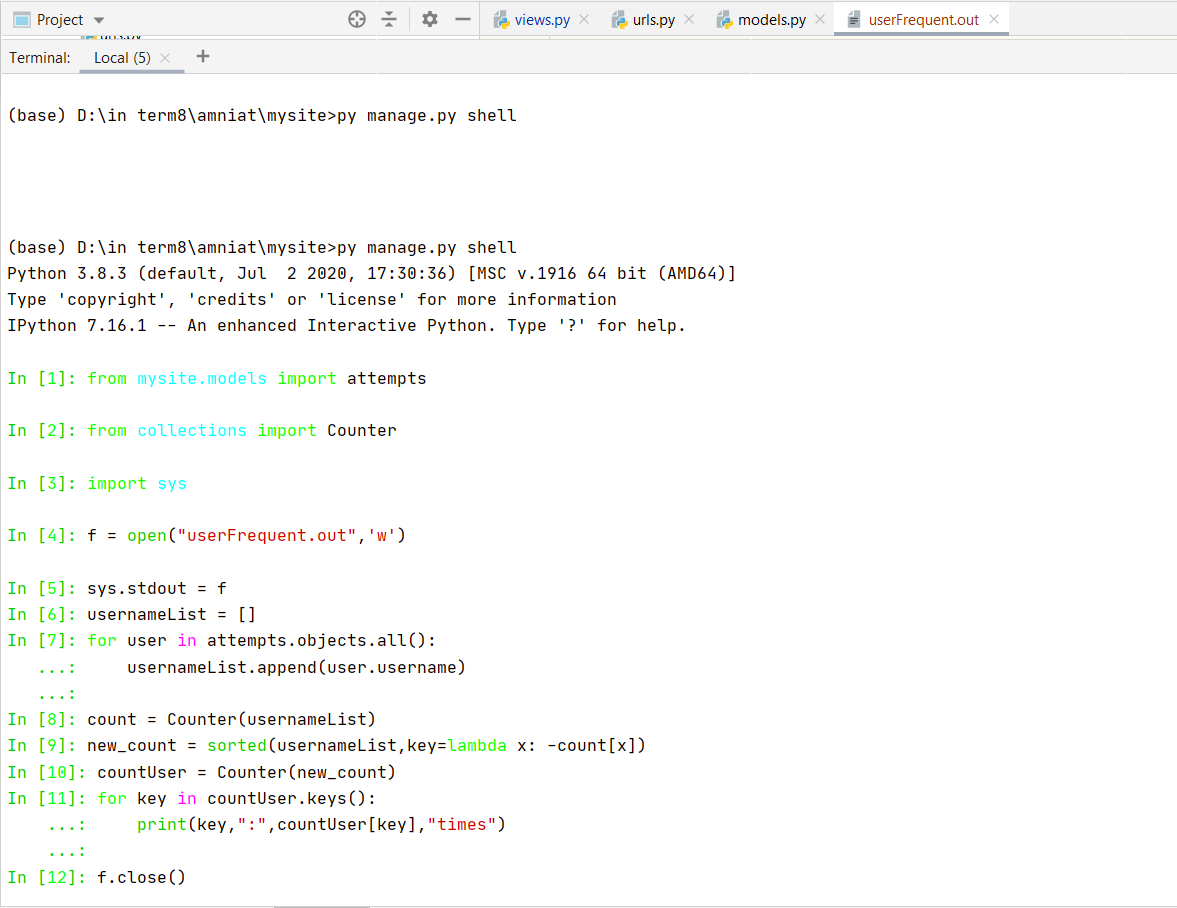 Project views.py urls.py models.py userFrequent.out
urls.py
Terminal: Local (5) +
(base) D:\in term8\amniat\mysite>py manage.py shell
(base) D:\in term8\amniat\mysite>py manage.py shell
Python 3.8.3 (default, Jul  2 2020, 17:30:36) [MSC v.1916 64 bit (AMD64)]
Type 'copyright', 'credits' or 'license' for more information
IPython 7.16.1 -- An enhanced Interactive Python. Type '?' for help.
In [1]: from mysite.models import attempts
In [2]: from collections import Counter
In [3]: import sys
In [4]: f = open("userFrequent.out",'w')
In [5]: sys.stdout = f
In [6]: usernameList = []
In [7]: for user in attempts.objects.all():
   ...:     usernameList.append(user.username)
   ...:
In [8]: count = Counter(usernameList)
In [9]: new_count = sorted(usernameList,key=lambda x: -count[x])
In [10]: countUser = Counter(new_count)
In [11]: for key in countUser.keys():
    ...:     print(key,":",countUser[key],"times")
    ...:
In [12]: f.close()